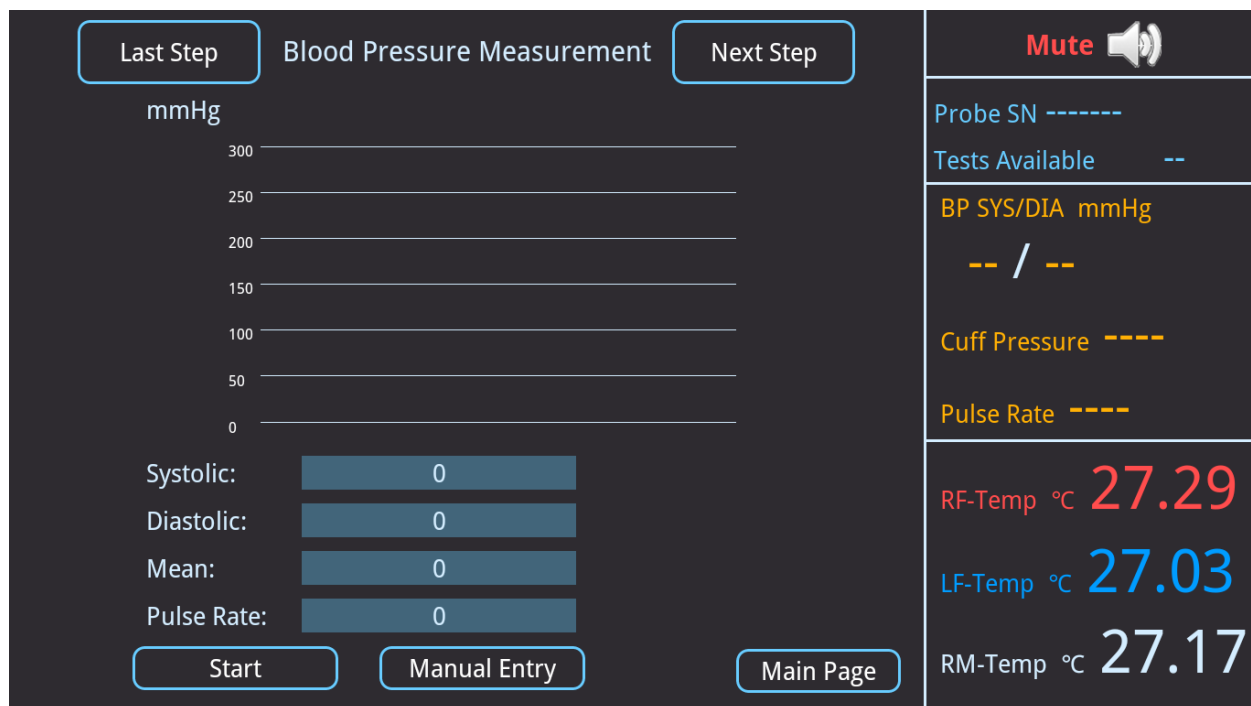 Last Step
Blood Pressure Measurement
Next Step
mmHg
300
250
200
150
100
50
0
Systolic: 0
Diastolic: 0
Mean: 0
Pulse Rate: 0
Start
Manual Entry
Main Page
Mute
Probe SN -------
Tests Available --
BP SYS/DIA mmHg
-- / --
Cuff Pressure ----
Pulse Rate ----
RF-Temp °C 27.29
LF-Temp °C 27.03
RM-Temp °C 27.17